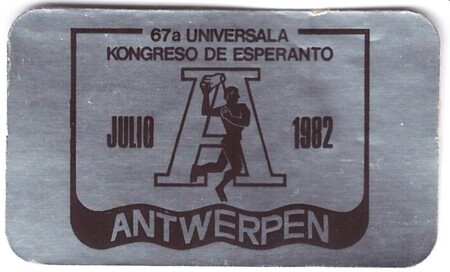 67a UNIVERSALA
KONGRESO DE ESPERANTO
A
JULIO 1982
ANTWERPEN